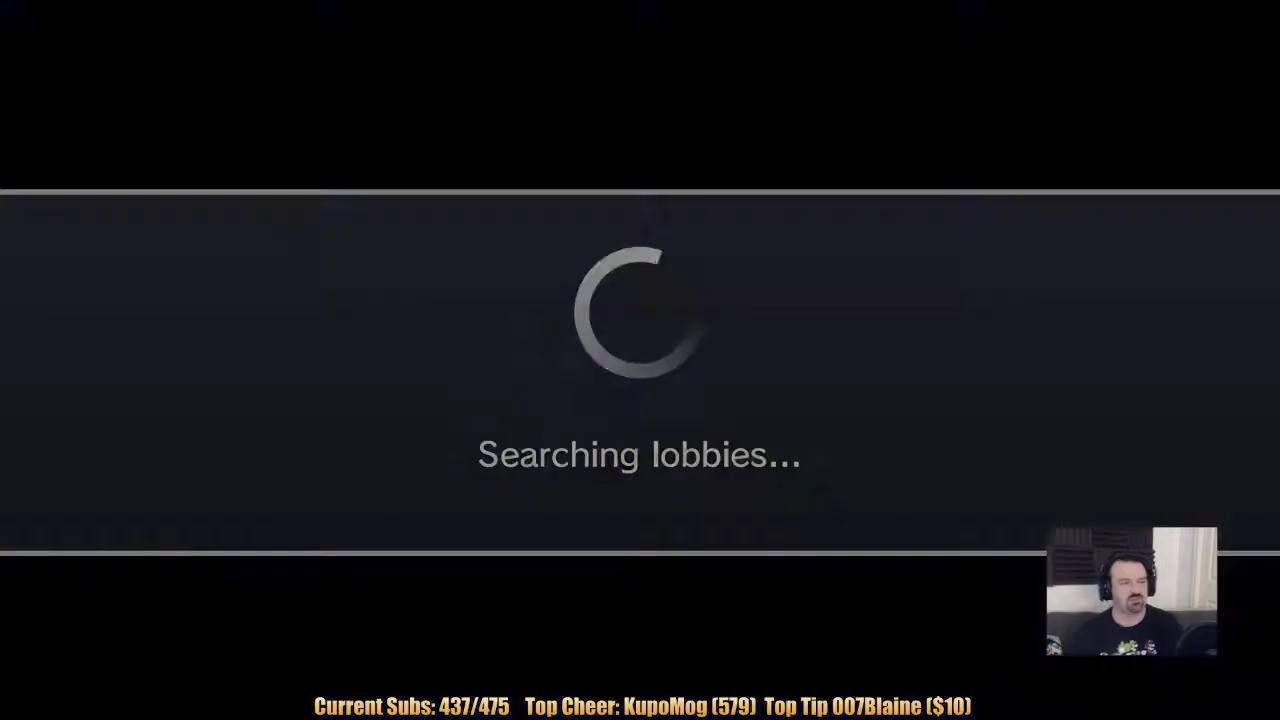 Searching lobbies...
Current Subs: 437/475 Top Cheer: KupoMog (579) Top Tip 007Blaine ($10)